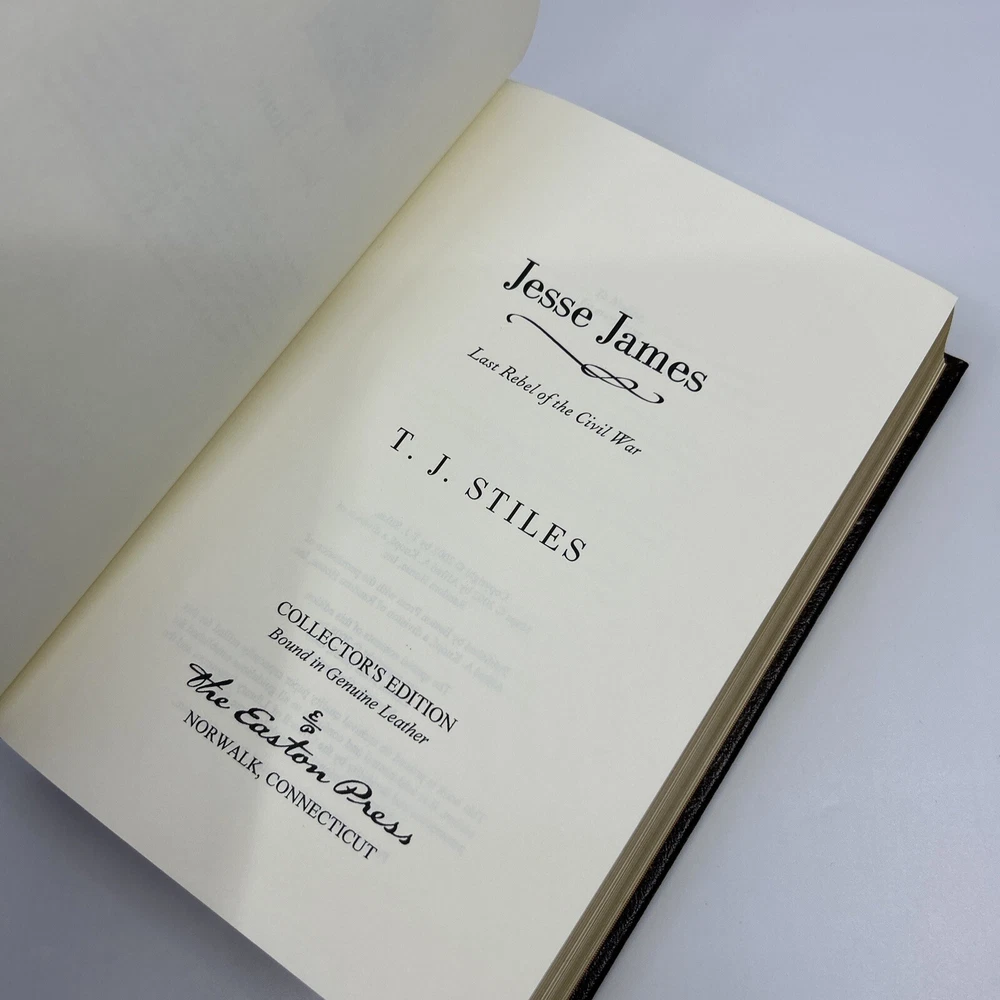 Jesse James
Last Rebel of the Civil War
T. J. STILES
COLLECTOR'S EDITION
Bound in Genuine Leather
The Easton Press
NORWALK, CONNECTICUT